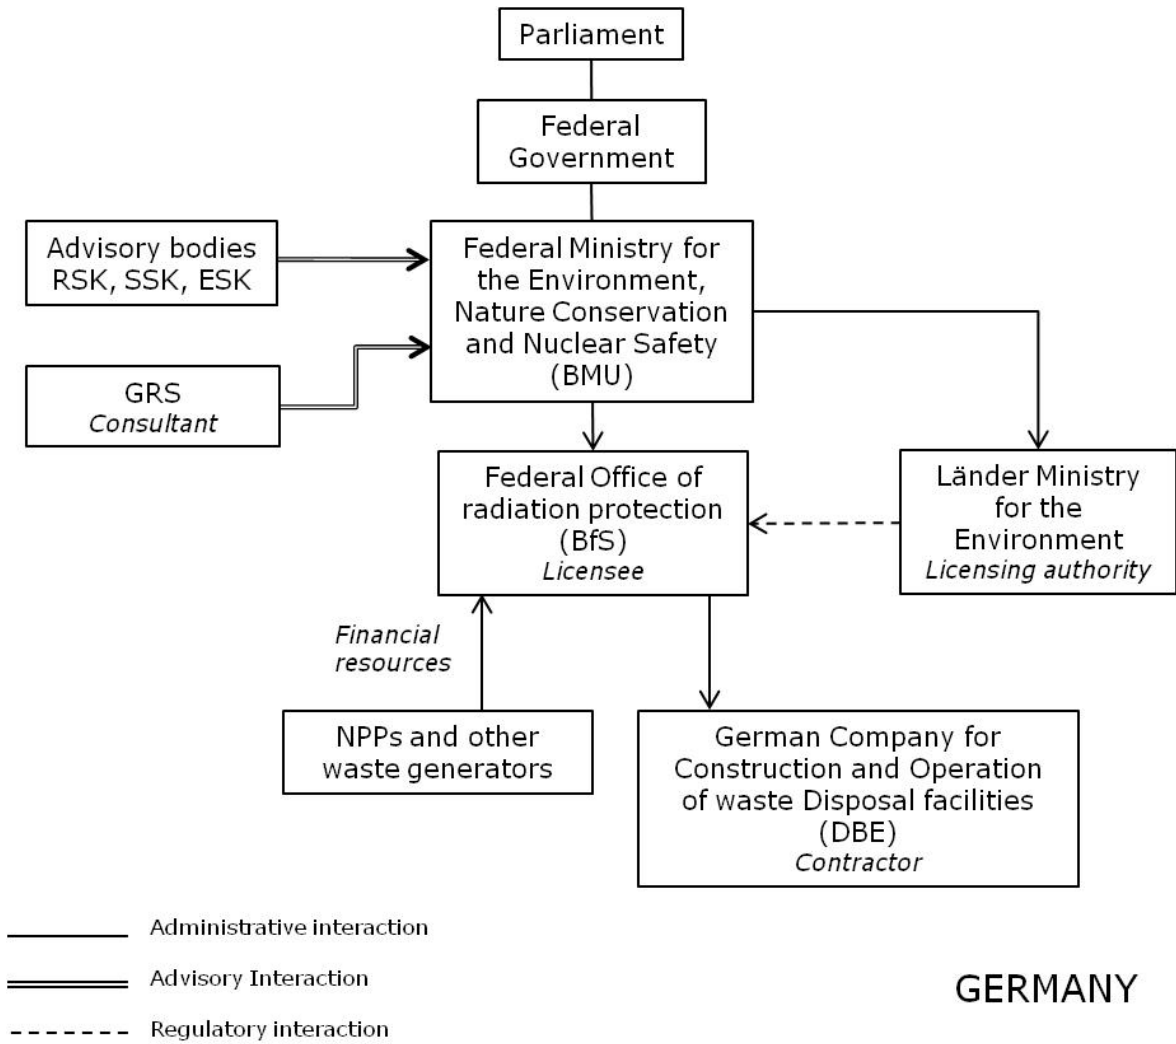 Parliament
Federal
Government
Advisory bodies
RSK, SSK, ESK
Federal Ministry for
the Environment,
Nature Conservation
and Nuclear Safety
(BMU)
GRS
Consultant
Federal Office of
radiation protection
(BfS)
Licensee
Länder Ministry
for the
Environment
Licensing authority
Financial
resources
NPPs and other
waste generators
German Company for
Construction and Operation
of waste Disposal facilities
(DBE)
Contractor
Administrative interaction
Advisory Interaction
Regulatory interaction
GERMANY